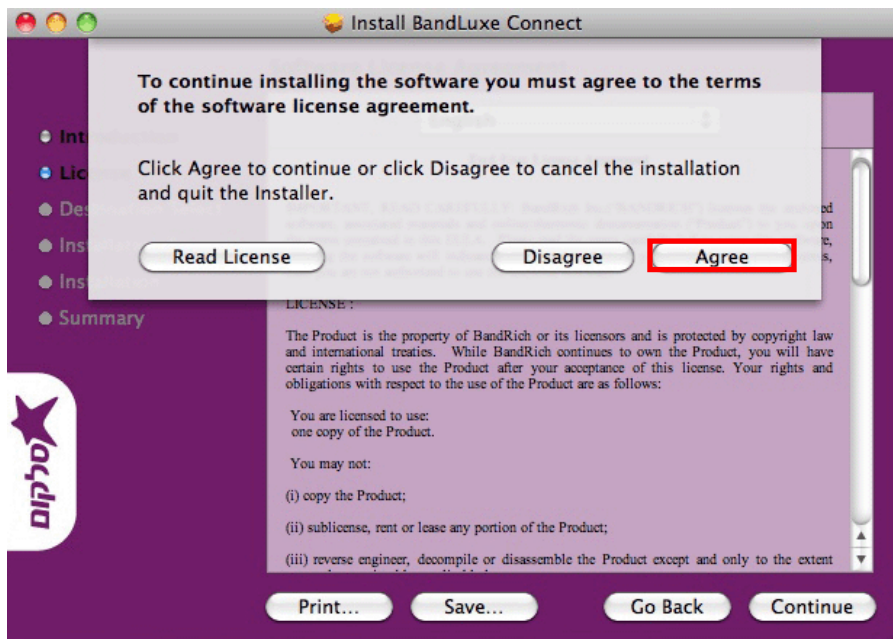 Install BandLuxe Connect
To continue installing the software you must agree to the terms
of the software license agreement.
Click Agree to continue or click Disagree to cancel the installation
and quit the Installer.
Read License
Disagree
Agree
English
Summary
סלקום
LICENSE :
The Product is the property of BandRich or its licensors and is protected by copyright law
and international treaties. While BandRich continues to own the Product, you will have
certain rights to use the Product after your acceptance of this license. Your rights and
obligations with respect to the use of the Product are as follows:
You are licensed to use:
one copy of the Product.
You may not:
(i) copy the Product;
(ii) sublicense, rent or lease any portion of the Product;
(iii) reverse engineer, decompile or disassemble the Product except and only to the extent
Print...
Save...
Go Back
Continue